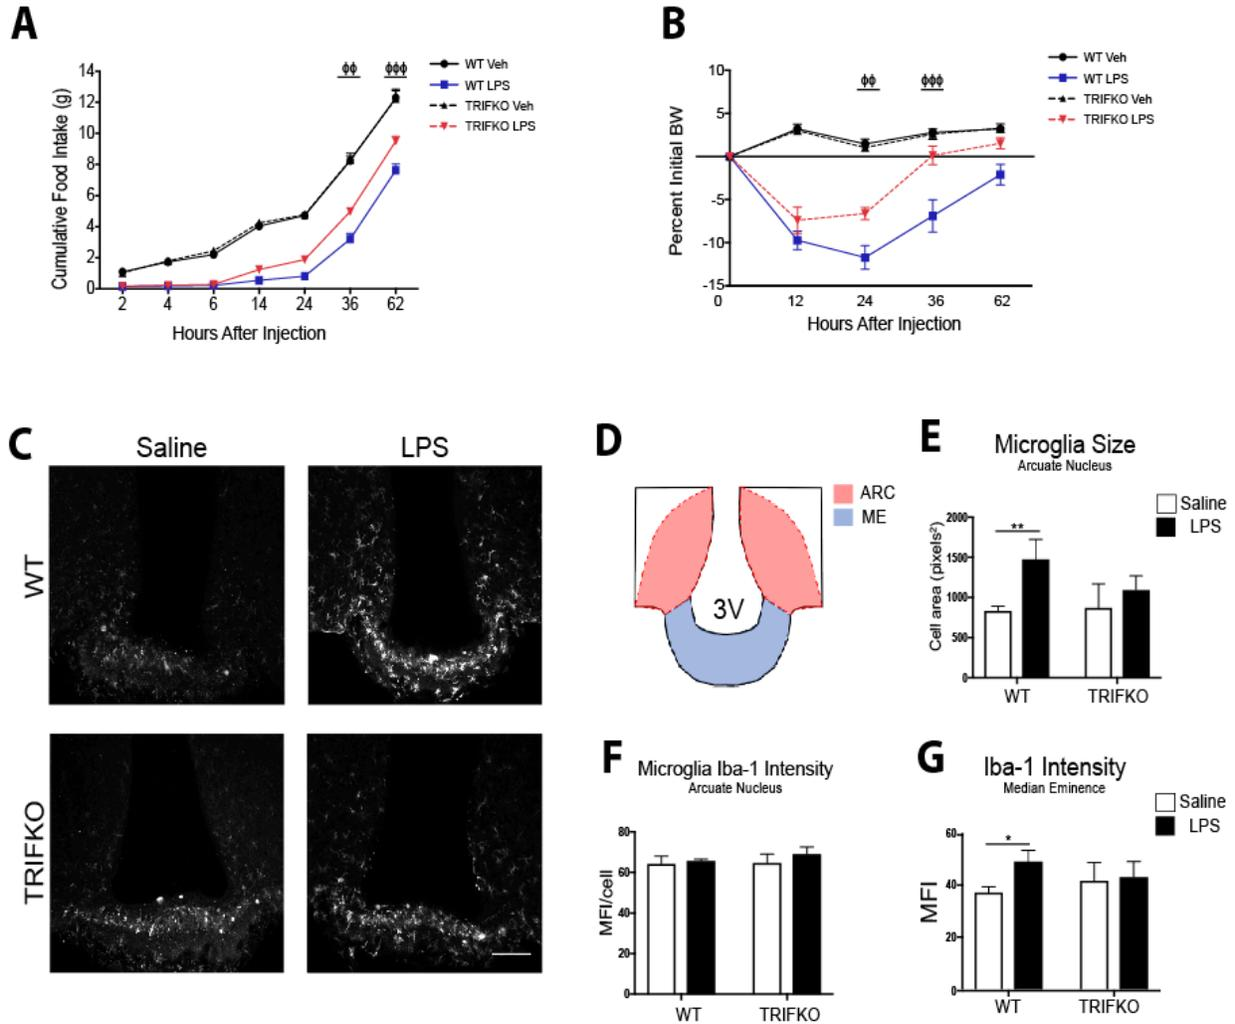 A
ϕϕ
ϕϕϕ
WT Veh
WT LPS
TRIFKO Veh
TRIFKO LPS
Cumulative Food Intake (g)
14
12
10
8
6
4
2
0
2 4 6 14 24 36 62
Hours After Injection
B
ϕϕ
ϕϕϕ
WT Veh
WT LPS
TRIFKO Veh
TRIFKO LPS
Percent Initial BW
10
5
-5
-10
-15
0 12 24 36 62
Hours After Injection
C
Saline
LPS
WT
TRIFKO
D
ARC
ME
3V
E
Microglia Size
Arcuate Nucleus
Saline
LPS
Cell area (pixels²)
2000
1500
1000
500
0
**
WT
TRIFKO
F
Microglia Iba-1 Intensity
Arcuate Nucleus
MFI/cell
80
60
40
20
0
WT
TRIFKO
G
Iba-1 Intensity
Median Eminence
Saline
LPS
MFI
60
40
20
0
*
WT
TRIFKO